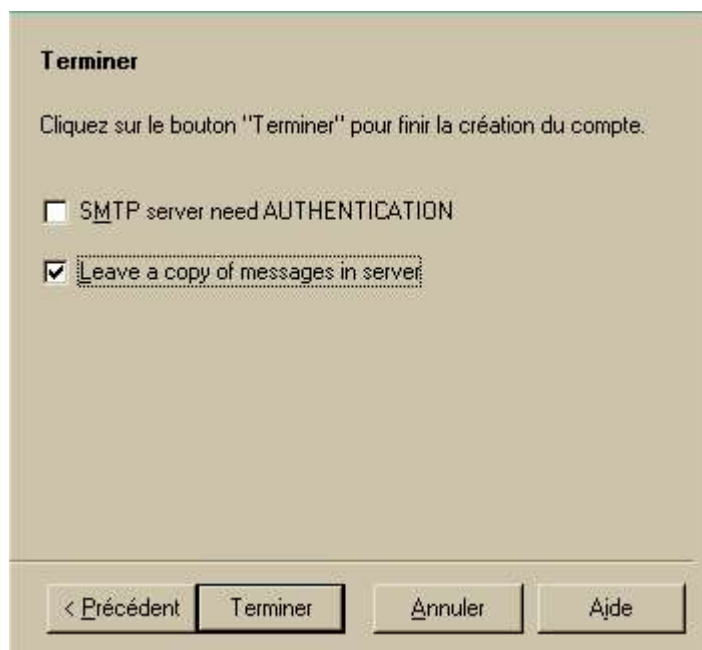 Terminer
Cliquez sur le bouton "Terminer" pour finir la création du compte.
SMTP server need AUTHENTICATION
Leave a copy of messages in server
< Précédent
Terminer
Annuler
Aide